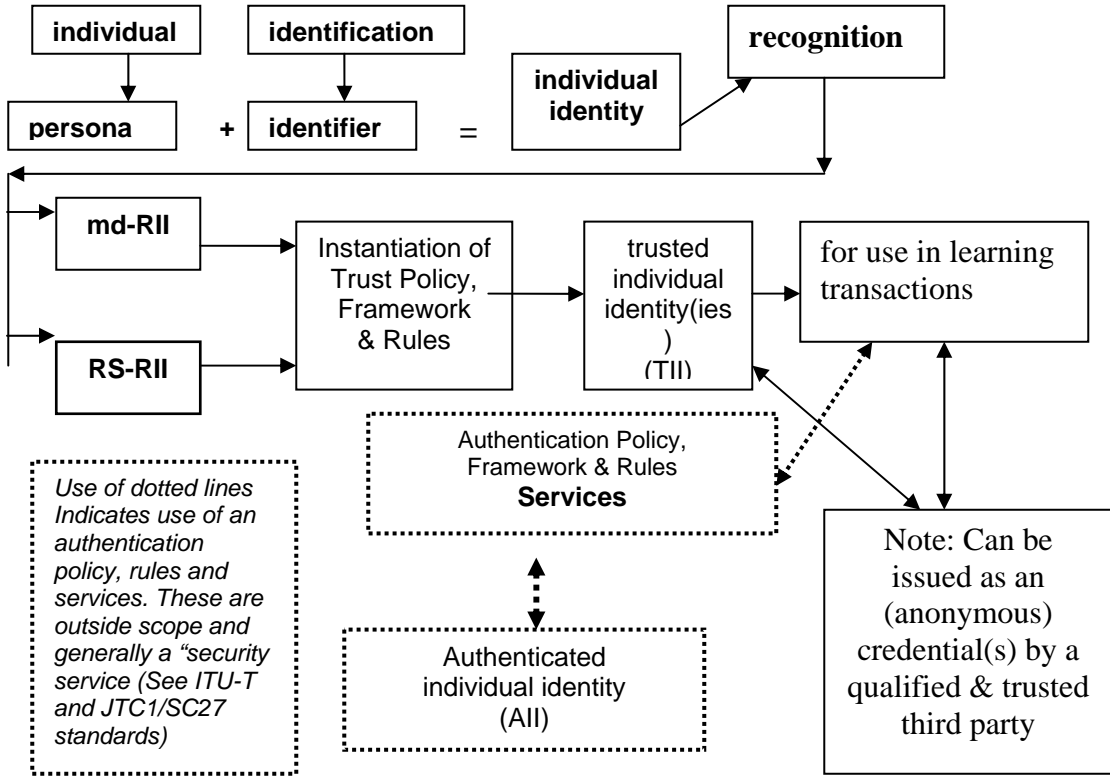 individual
identification
recognition
individual
identity
persona
+
identifier
=
md-RII
RS-RII
Instantiation of
Trust Policy,
Framework
& Rules
trusted
individual
identity(ies
)
(TII)
for use in learning
transactions
Authentication Policy,
Framework & Rules
Services
Use of dotted lines
Indicates use of an
authentication
policy, rules and
services. These are
outside scope and
generally a “security
service (See ITU-T
and JTC1/SC27
standards)
Authenticated
individual identity
(AII)
Note: Can be
issued as an
(anonymous)
credential(s) by a
qualified & trusted
third party